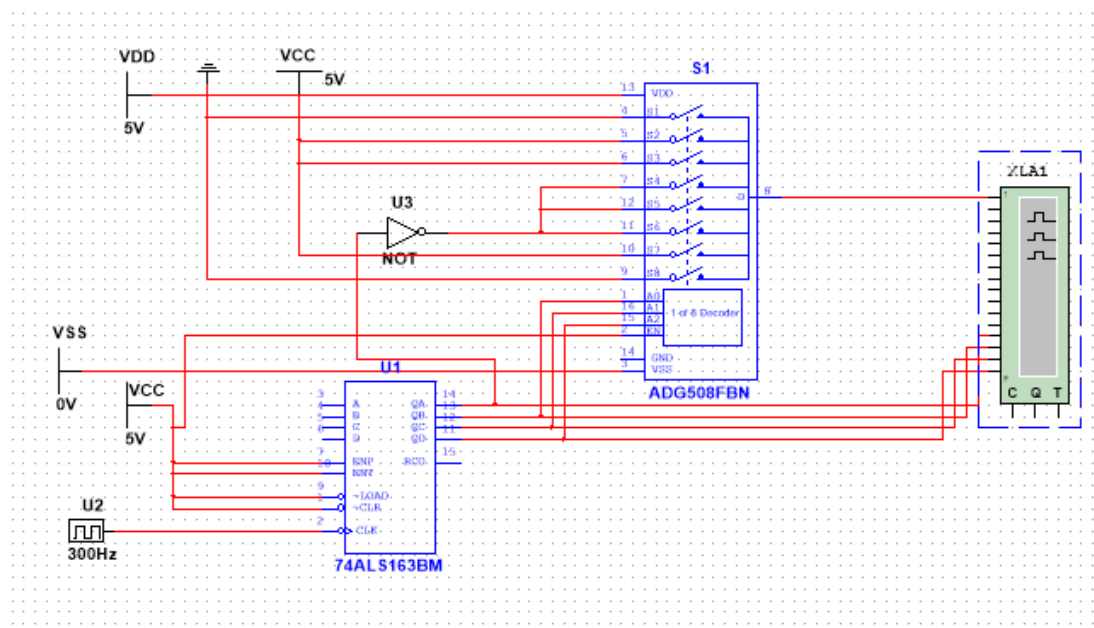 VDD
5V
VCC
5V
S1
13 VDD
4 S1
5 S2
6 S3
7 S4
12 S5
11 S6
10 S7
9 S8
D 8
1 A0
16 A1
15 A2
2 EN
1 of 8 Decoder
14 GND
3 VSS
ADG508FBN
XLA1
1
F
C Q T
U3
NOT
VSS
0V
VCC
5V
U1
3 A QA 14
4 B QB 13
5 C QC 12
6 D QD 11
7 ENP RCO 15
10 ENT
9 ~LOAD
1 ~CLR
2 CLK
74ALS163BM
U2
300Hz